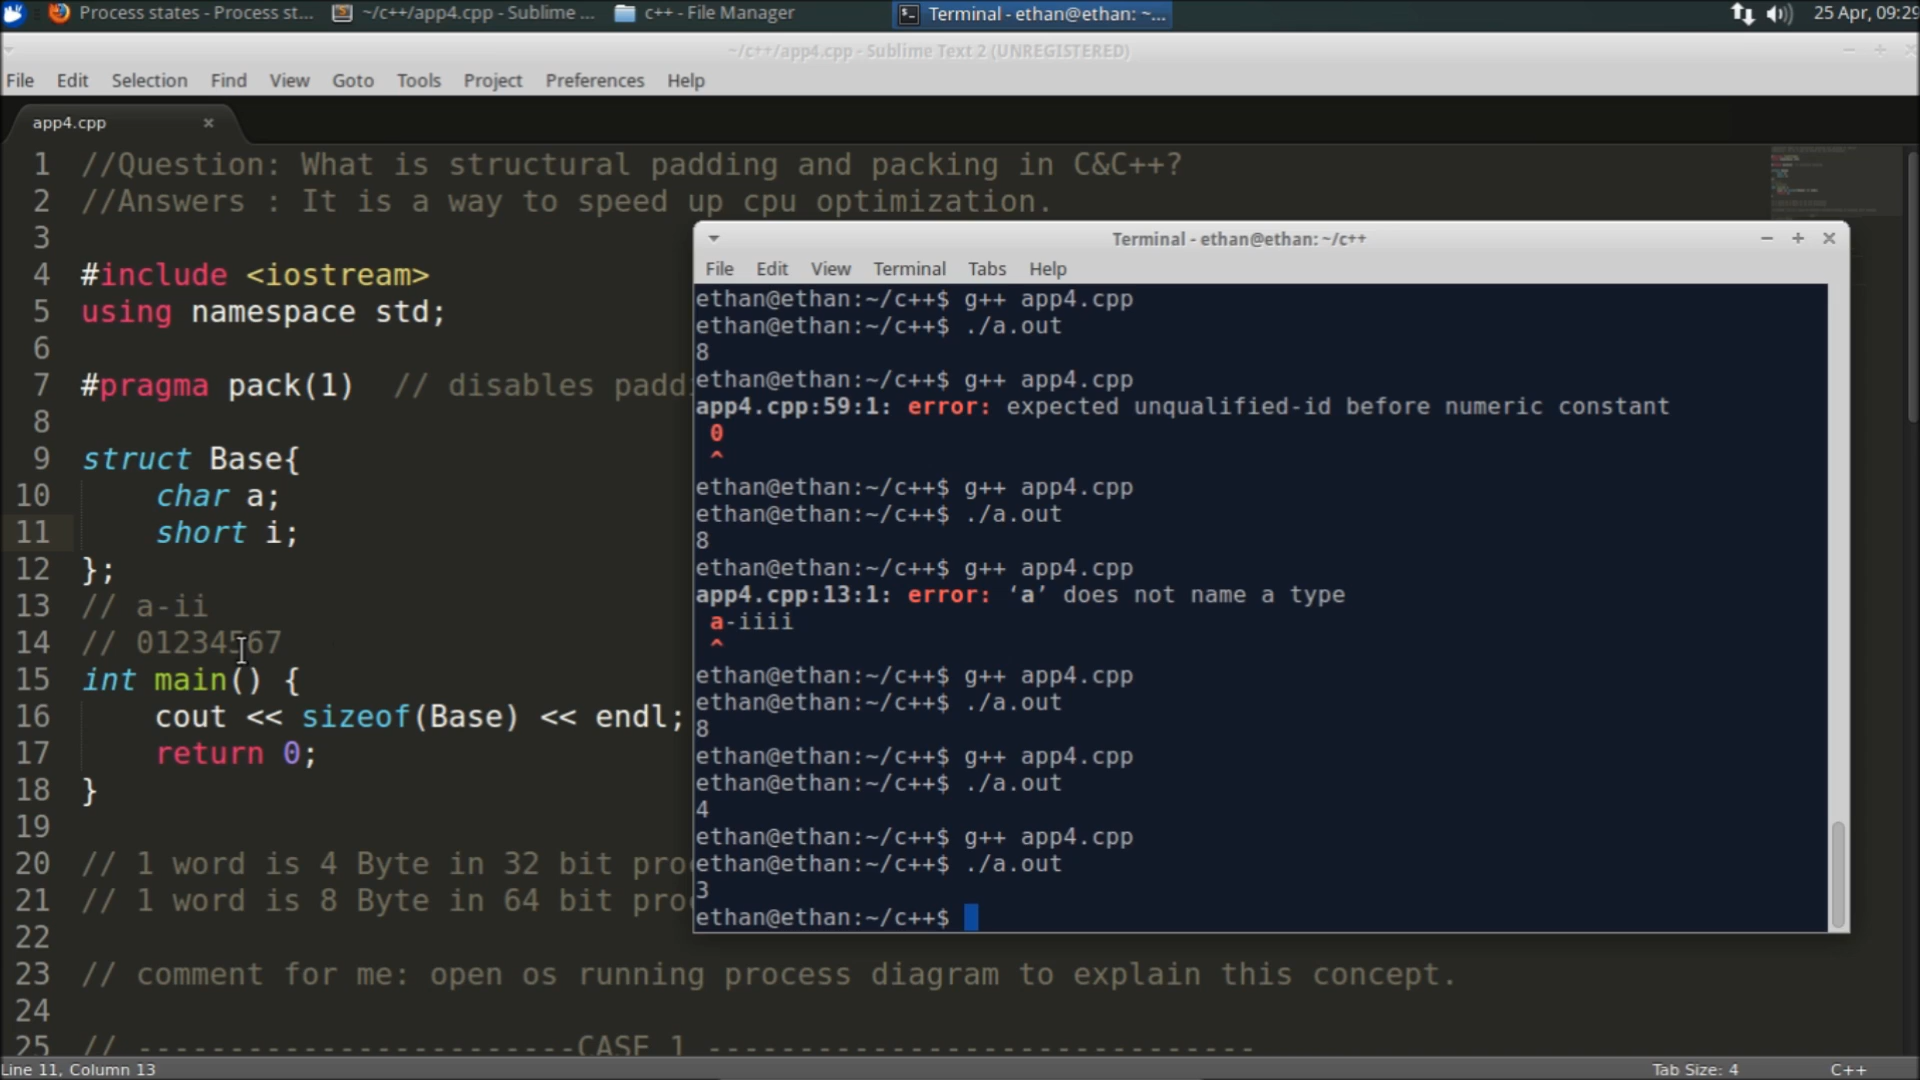 Process states - Process st...
~/c++/app4.cpp - Sublime ...
c++ - File Manager
Terminal - ethan@ethan: ~...
25 Apr, 09:29
~/c++/app4.cpp - Sublime Text 2 (UNREGISTERED)
File Edit Selection Find View Goto Tools Project Preferences Help
app4.cpp
1 //Question: What is structural padding and packing in C&C++?
2 //Answers : It is a way to speed up cpu optimization.
3
4 #include <iostream>
5 using namespace std;
6
7 #pragma pack(1)  // disables padd
8
9 struct Base{
10     char a;
11     short i;
12 };
13 // a-ii
14 // 01234567
15 int main() {
16     cout << sizeof(Base) << endl;
17     return 0;
18 }
19
20 // 1 word is 4 Byte in 32 bit pro
21 // 1 word is 8 Byte in 64 bit pro
22
23 // comment for me: open os running process diagram to explain this concept.
24
25 // ------------------------CASE 1 ------------------------------
Line 11, Column 13
Tab Size: 4
C++
Terminal - ethan@ethan: ~/c++
File Edit View Terminal Tabs Help
ethan@ethan:~/c++$ g++ app4.cpp
ethan@ethan:~/c++$ ./a.out
8
ethan@ethan:~/c++$ g++ app4.cpp
app4.cpp:59:1: error: expected unqualified-id before numeric constant
 0
 ^
ethan@ethan:~/c++$ g++ app4.cpp
ethan@ethan:~/c++$ ./a.out
8
ethan@ethan:~/c++$ g++ app4.cpp
app4.cpp:13:1: error: ‘a’ does not name a type
 a-iiii
 ^
ethan@ethan:~/c++$ g++ app4.cpp
ethan@ethan:~/c++$ ./a.out
8
ethan@ethan:~/c++$ g++ app4.cpp
ethan@ethan:~/c++$ ./a.out
4
ethan@ethan:~/c++$ g++ app4.cpp
ethan@ethan:~/c++$ ./a.out
3
ethan@ethan:~/c++$